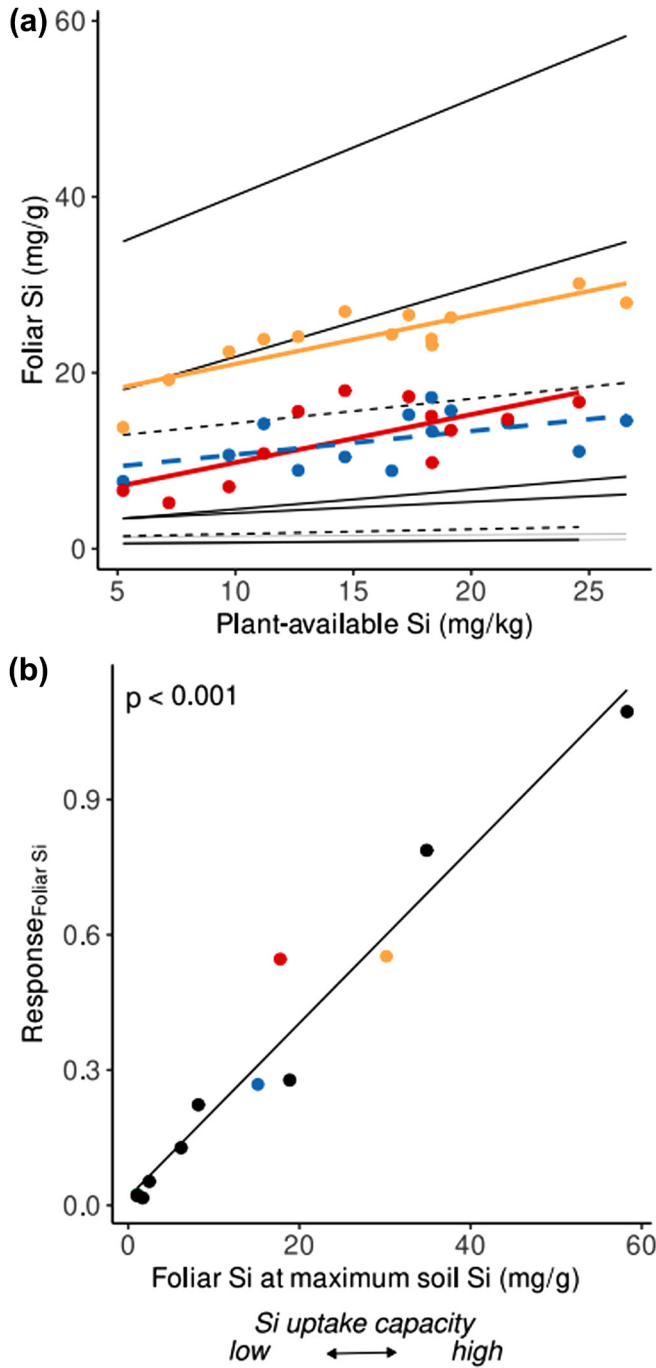 (a)
60
40
20
0
Foliar Si (mg/g)
5 10 15 20 25
Plant-available Si (mg/kg)
(b)
p < 0.001
0.9
0.6
0.3
0.0
ResponseFoliar Si
0 20 40 60
Foliar Si at maximum soil Si (mg/g)
Si uptake capacity
low ↔ high